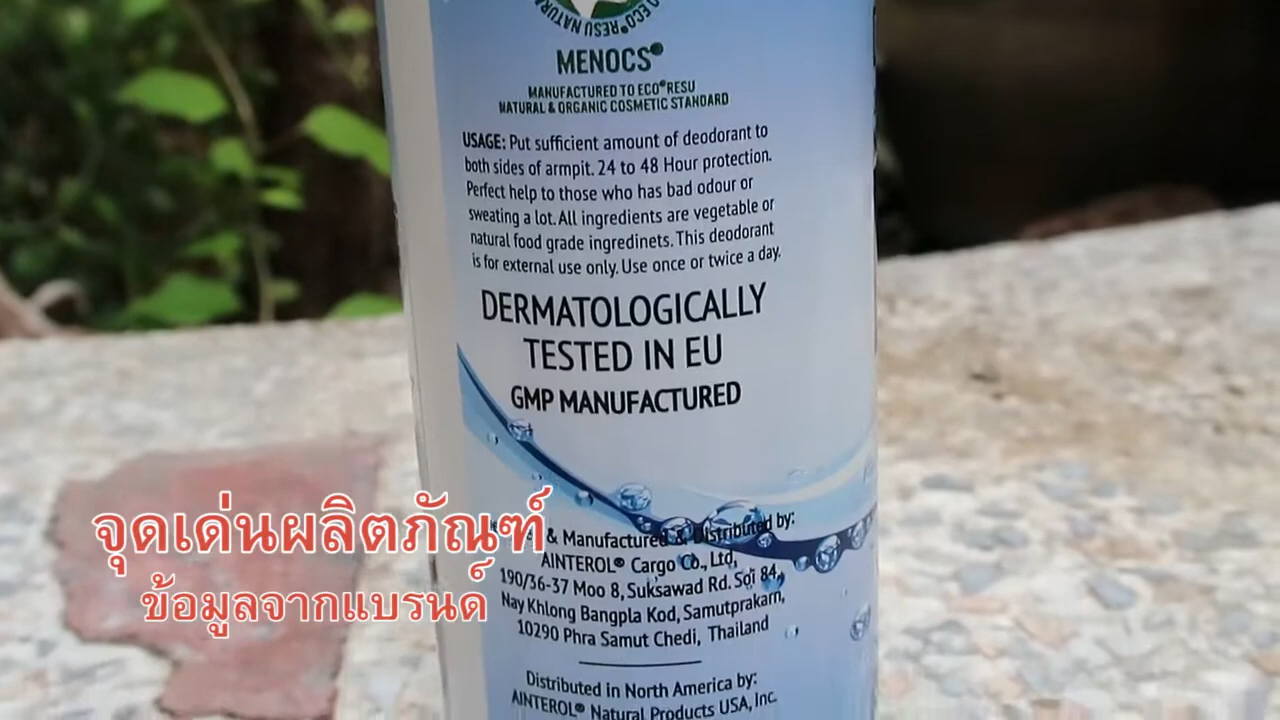 ECO®RESU NATURA
MENOCS®
MANUFACTURED TO ECO®RESU
NATURAL & ORGANIC COSMETIC STANDARD
USAGE: Put sufficient amount of deodorant to
both sides of armpit. 24 to 48 Hour protection.
Perfect help to those who has bad odour or
sweating a lot. All ingredients are vegetable or
natural food grade ingredinets. This deodorant
is for external use only. Use once or twice a day.
DERMATOLOGICALLY
TESTED IN EU
GMP MANUFACTURED
จุดเด่นผลิตภัณฑ์
ข้อมูลจากแบรนด์
& Manufactured & Distributed by:
AINTEROL® Cargo Co., Ltd,
190/36-37 Moo 8, Suksawad Rd. Soi 84,
Nay Khlong Bangpla Kod, Samutprakarn,
10290 Phra Samut Chedi, Thailand
Distributed in North America by:
AINTEROL® Natural Products USA, Inc.